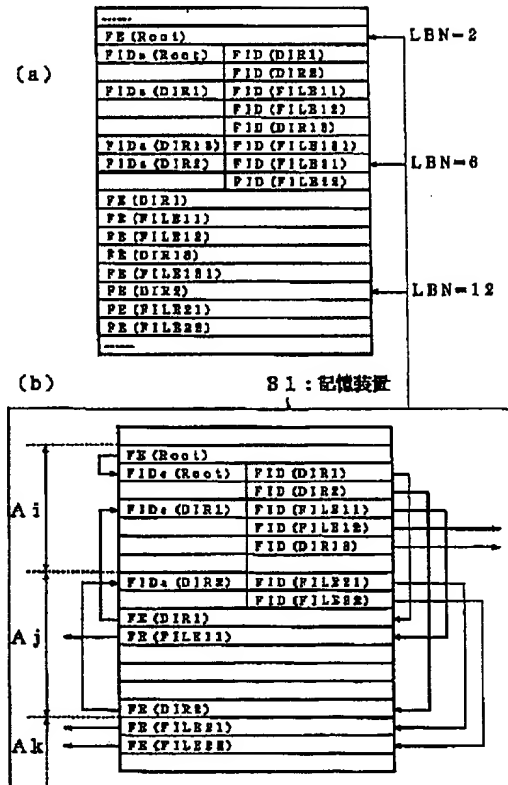 (a)
FE(Root)
FIDs(Root) FID(DIR1)
FID(DIR2)
FIDs(DIR1) FID(FILE11)
FID(FILE12)
FID(DIR13)
FIDs(DIR13) FID(FILE131)
FIDs(DIR2) FID(FILE21)
FID(FILE22)
FE(DIR1)
FE(FILE11)
FE(FILE12)
FE(DIR13)
FE(FILE131)
FE(DIR2)
FE(FILE21)
FE(FILE22)
LBN=2
LBN=6
LBN=12
(b)
81:記憶装置
FE(Root)
FIDs(Root) FID(DIR1)
FID(DIR2)
FIDs(DIR1) FID(FILE11)
FID(FILE12)
FID(DIR13)
FIDs(DIR2) FID(FILE21)
FID(FILE22)
FE(DIR1)
FE(FILE11)
FE(DIR2)
FE(FILE21)
FE(FILE22)
Ai
Aj
Ak